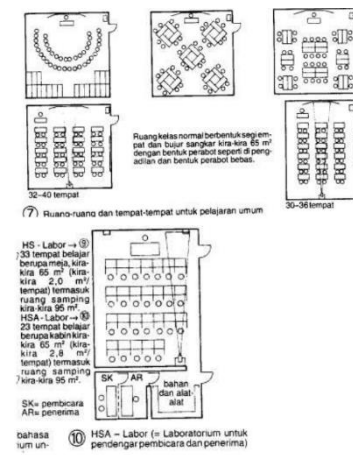 Ruang kelas normal berbentuk segi em-
pat dan bujur sangkar kira-kira 65 m²
dengan bentuk perabot seperti di peng-
adilan dan bentuk perabot bebas.
32–40 tempat
30–36 tempat
⑦ Ruang-ruang dan tempat-tempat untuk pelajaran umum
HS - Labor → ⑨
33 tempat belajar
berupa meja, kira-
kira 65 m² (kira-
kira 2,0 m²/
tempat) termasuk
ruang samping
kira-kira 95 m².
HSA - Labor → ⑩
23 tempat belajar
berupa kabin kira-
kira 65 m² (kira-
kira 2,8 m²/
tempat) termasuk
ruang samping
kira-kira 95 m².
SK= pembicara
AR= penerima
SK AR
bahan
dan alat-
alat
bahasa
um un-
⑩ HSA – Labor (= Laboratorium untuk
pendengar pembicara dan penerima)